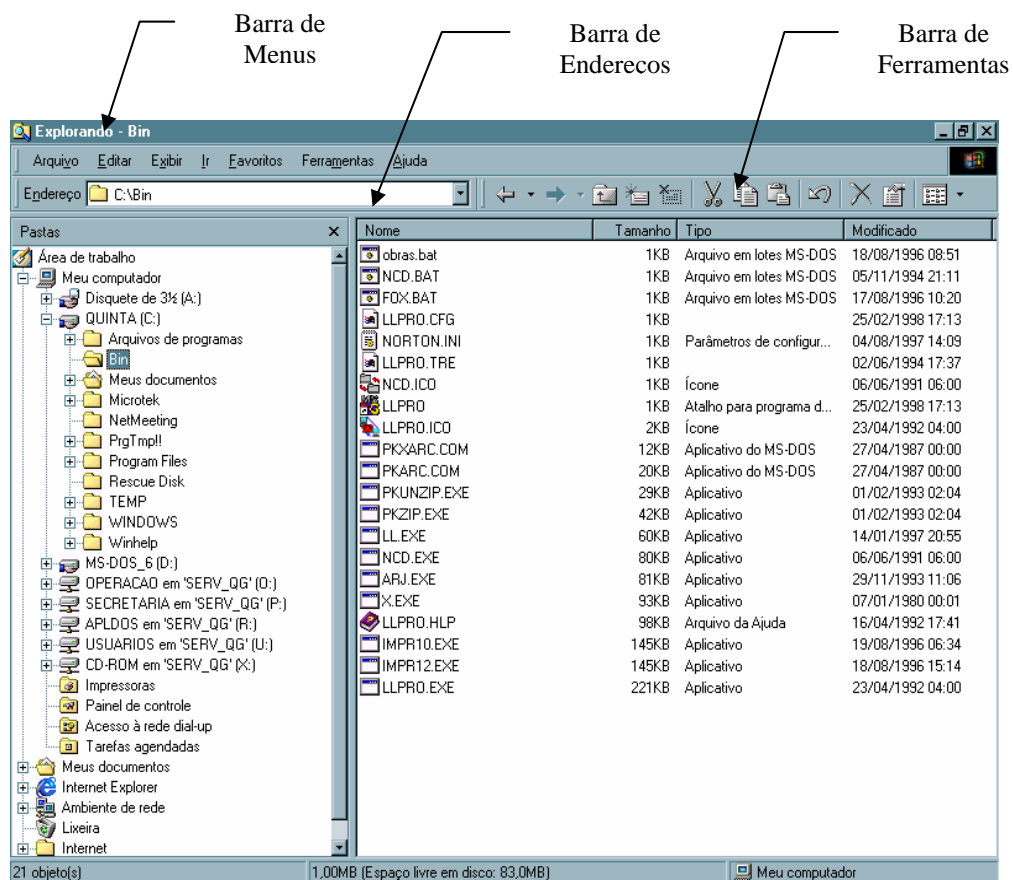 Barra de
Menus
Barra de
Enderecos
Barra de
Ferramentas
Explorando - Bin
Arquivo Editar Exibir Ir Favoritos Ferramentas Ajuda
Endereço C:\Bin
Pastas
Área de trabalho
Meu computador
Disquete de 3½ (A:)
QUINTA (C:)
Arquivos de programas
Bin
Meus documentos
Microtek
NetMeeting
PrgTmp!!
Program Files
Rescue Disk
TEMP
WINDOWS
Winhelp
MS-DOS_6 (D:)
OPERACAO em 'SERV_QG' (O:)
SECRETARIA em 'SERV_QG' (P:)
APLDOS em 'SERV_QG' (R:)
USUARIOS em 'SERV_QG' (U:)
CD-ROM em 'SERV_QG' (X:)
Impressoras
Painel de controle
Acesso à rede dial-up
Tarefas agendadas
Meus documentos
Internet Explorer
Ambiente de rede
Lixeira
Internet
Nome Tamanho Tipo Modificado
obras.bat 1KB Arquivo em lotes MS-DOS 18/08/1996 08:51
NCD.BAT 1KB Arquivo em lotes MS-DOS 05/11/1994 21:11
FOX.BAT 1KB Arquivo em lotes MS-DOS 17/08/1996 10:20
LLPRO.CFG 1KB 25/02/1998 17:13
NORTON.INI 1KB Parâmetros de configur... 04/08/1997 14:09
LLPRO.TRE 1KB 02/06/1994 17:37
NCD.ICO 1KB Ícone 06/06/1991 06:00
LLPRO 1KB Atalho para programa d... 25/02/1998 17:13
LLPRO.ICO 2KB Ícone 23/04/1992 04:00
PKXARC.COM 12KB Aplicativo do MS-DOS 27/04/1987 00:00
PKARC.COM 20KB Aplicativo do MS-DOS 27/04/1987 00:00
PKUNZIP.EXE 29KB Aplicativo 01/02/1993 02:04
PKZIP.EXE 42KB Aplicativo 01/02/1993 02:04
LL.EXE 60KB Aplicativo 14/01/1997 20:55
NCD.EXE 80KB Aplicativo 06/06/1991 06:00
ARJ.EXE 81KB Aplicativo 29/11/1993 11:06
X.EXE 93KB Aplicativo 07/01/1980 00:01
LLPRO.HLP 98KB Arquivo da Ajuda 16/04/1992 17:41
IMPR10.EXE 145KB Aplicativo 19/08/1996 06:34
IMPR12.EXE 145KB Aplicativo 18/08/1996 15:14
LLPRO.EXE 221KB Aplicativo 23/04/1992 04:00
21 objeto(s) 1,00MB (Espaço livre em disco: 83,0MB) Meu computador